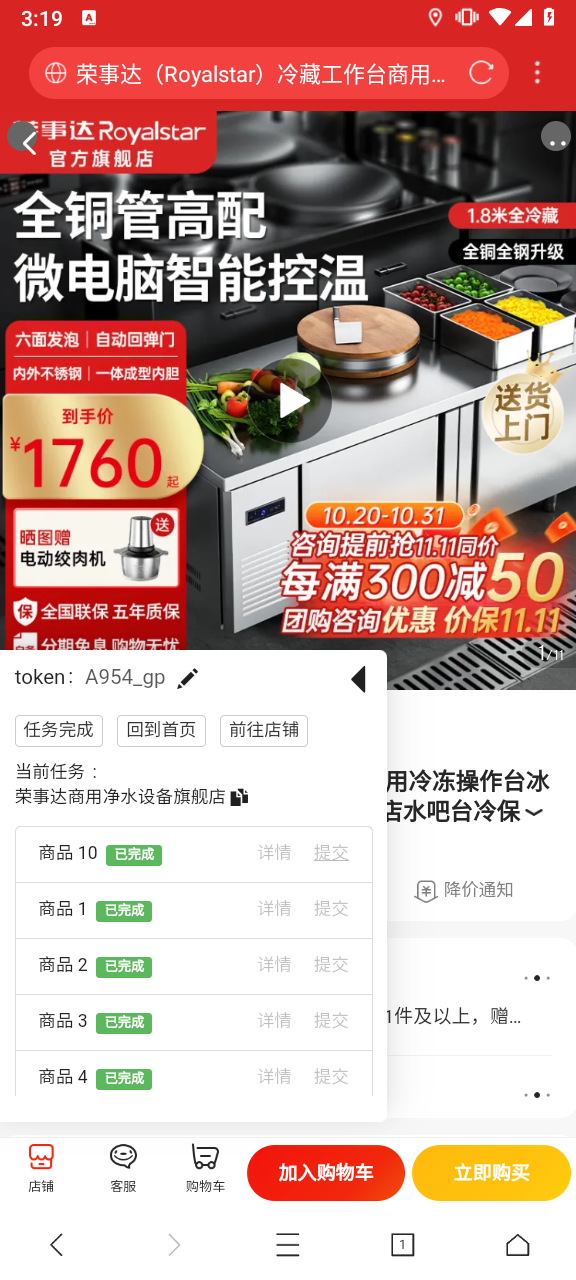 3:19
荣事达（Royalstar）冷藏工作台商用...
荣事达Royalstar
官方旗舰店
全铜管高配
微电脑智能控温
1.8米全冷藏
全铜全钢升级
六面发泡｜自动回弹门
内外不锈钢｜一体成型内胆
到手价
¥1760起
送货
上门
晒图赠
电动绞肉机
送
10.20-10.31
咨询提前抢11.11同价
每满300减50
团购咨询优惠 价保11.11
保 全国联保 五年质保
分期免息 购物无忧
1/11
token： A954_gp
任务完成
回到首页
前往店铺
当前任务：
荣事达商用净水设备旗舰店
用冷冻操作台冰
店水吧台冷保
降价通知
商品 10 已完成 详情 提交
商品 1 已完成 详情 提交
商品 2 已完成 详情 提交
商品 3 已完成 详情 提交
商品 4 已完成 详情 提交
1件及以上，赠...
店铺
客服
购物车
加入购物车
立即购买
1